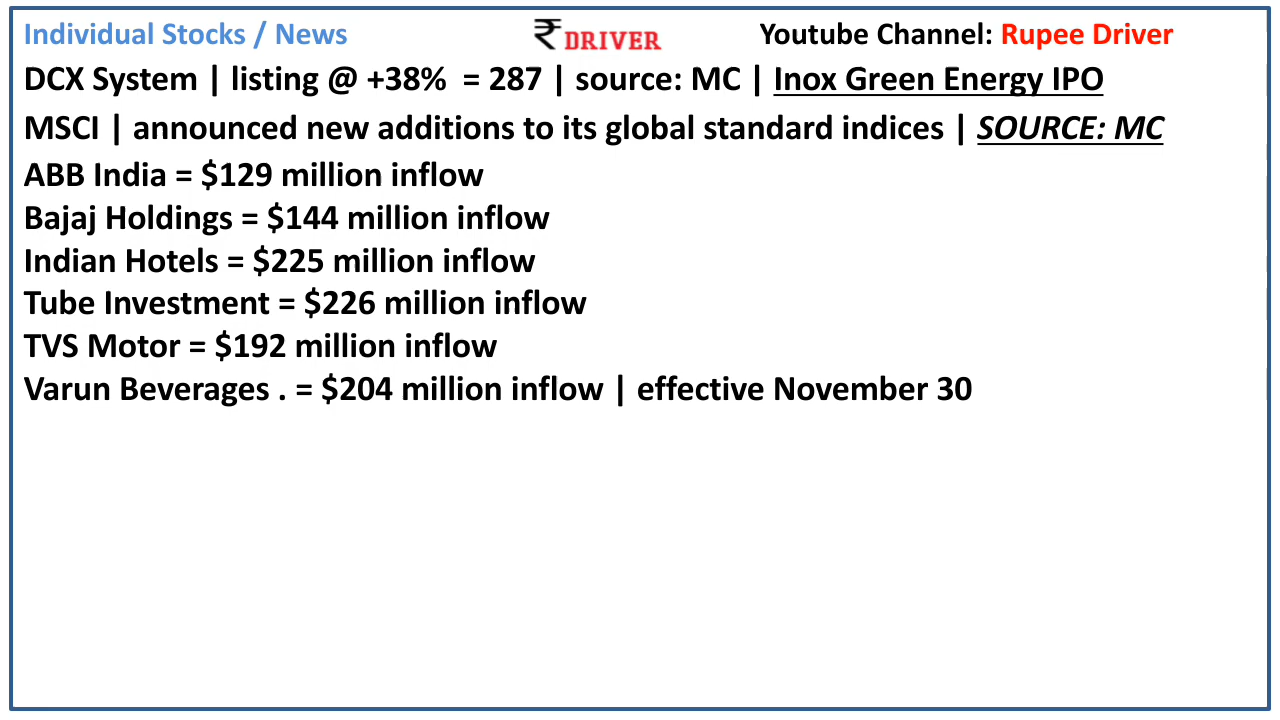 Individual Stocks / News ₹ DRIVER Youtube Channel: Rupee Driver
DCX System | listing @ +38% = 287 | source: MC | Inox Green Energy IPO
MSCI | announced new additions to its global standard indices | SOURCE: MC
ABB India = $129 million inflow
Bajaj Holdings = $144 million inflow
Indian Hotels = $225 million inflow
Tube Investment = $226 million inflow
TVS Motor = $192 million inflow
Varun Beverages . = $204 million inflow | effective November 30